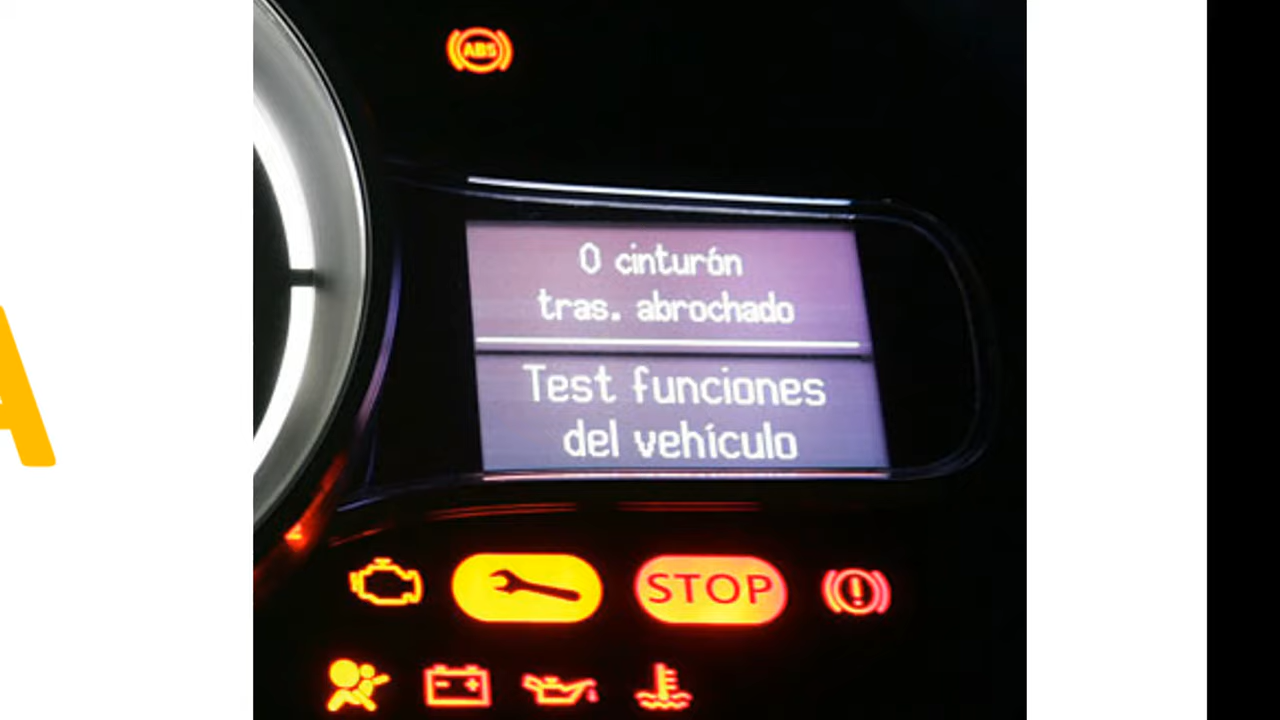 ABS
0 cinturón
tras. abrochado
Test funciones
del vehículo
STOP
A